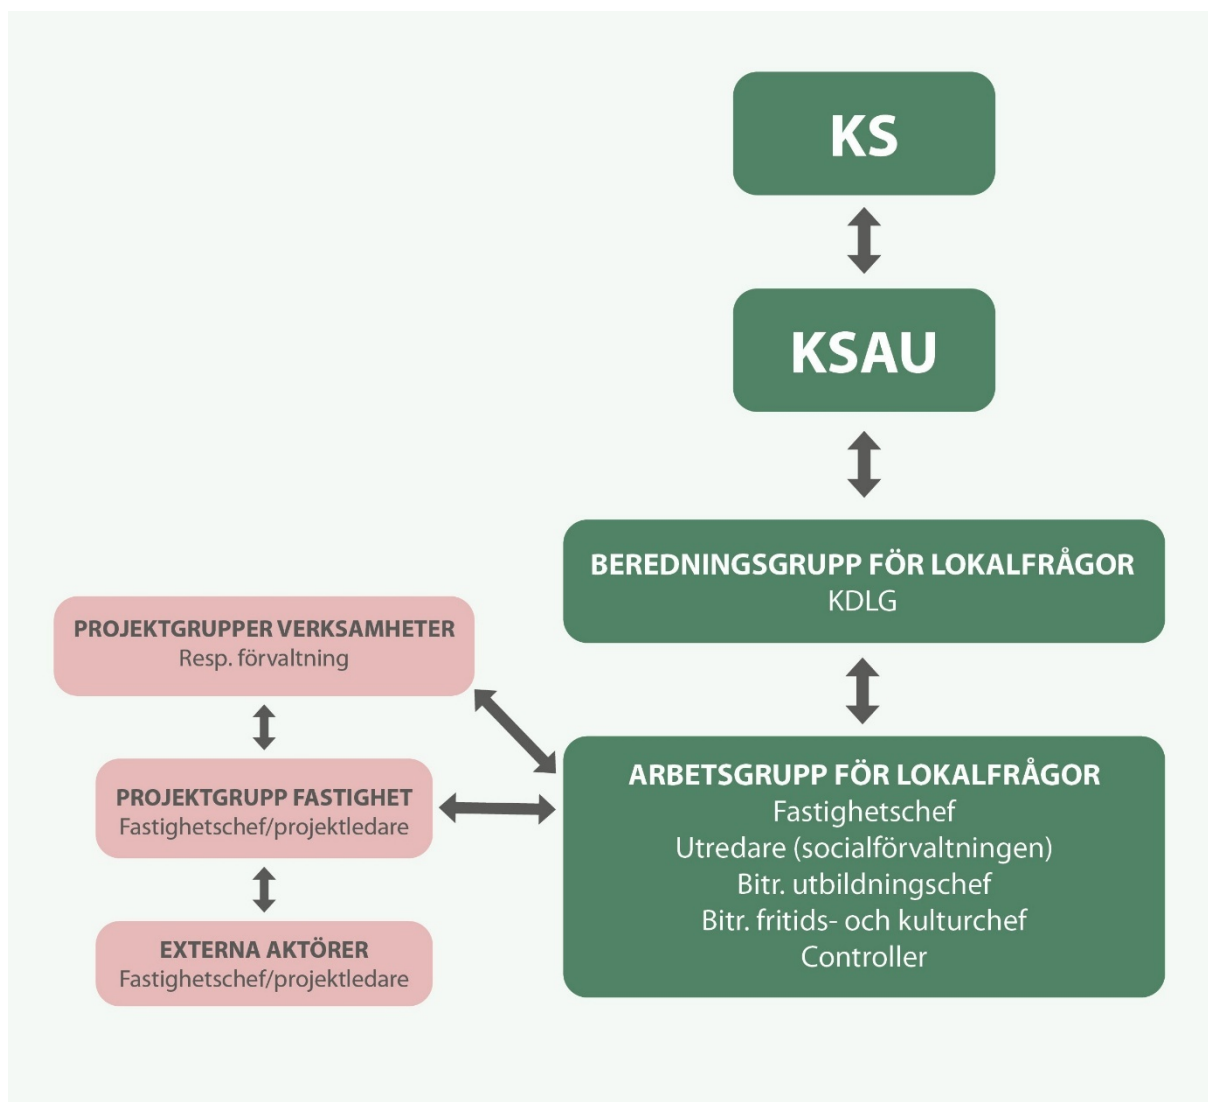 KS
KSAU
BEREDNINGSGRUPP FÖR LOKALFRÅGOR
KDLG
PROJEKTGRUPPER VERKSAMHETER
Resp. förvaltning
PROJEKTGRUPP FASTIGHET
Fastighetschef/projektledare
EXTERNA AKTÖRER
Fastighetschef/projektledare
ARBETSGRUPP FÖR LOKALFRÅGOR
Fastighetschef
Utredare (socialförvaltningen)
Bitr. utbildningschef
Bitr. fritids- och kulturchef
Controller